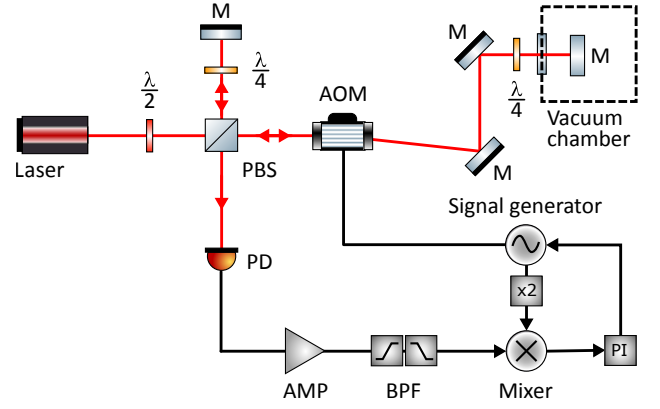 M
λ
4
λ
2
AOM
M
M
λ
4
Vacuum
chamber
Laser
PBS
M
Signal generator
PD
x2
PI
AMP
BPF
Mixer